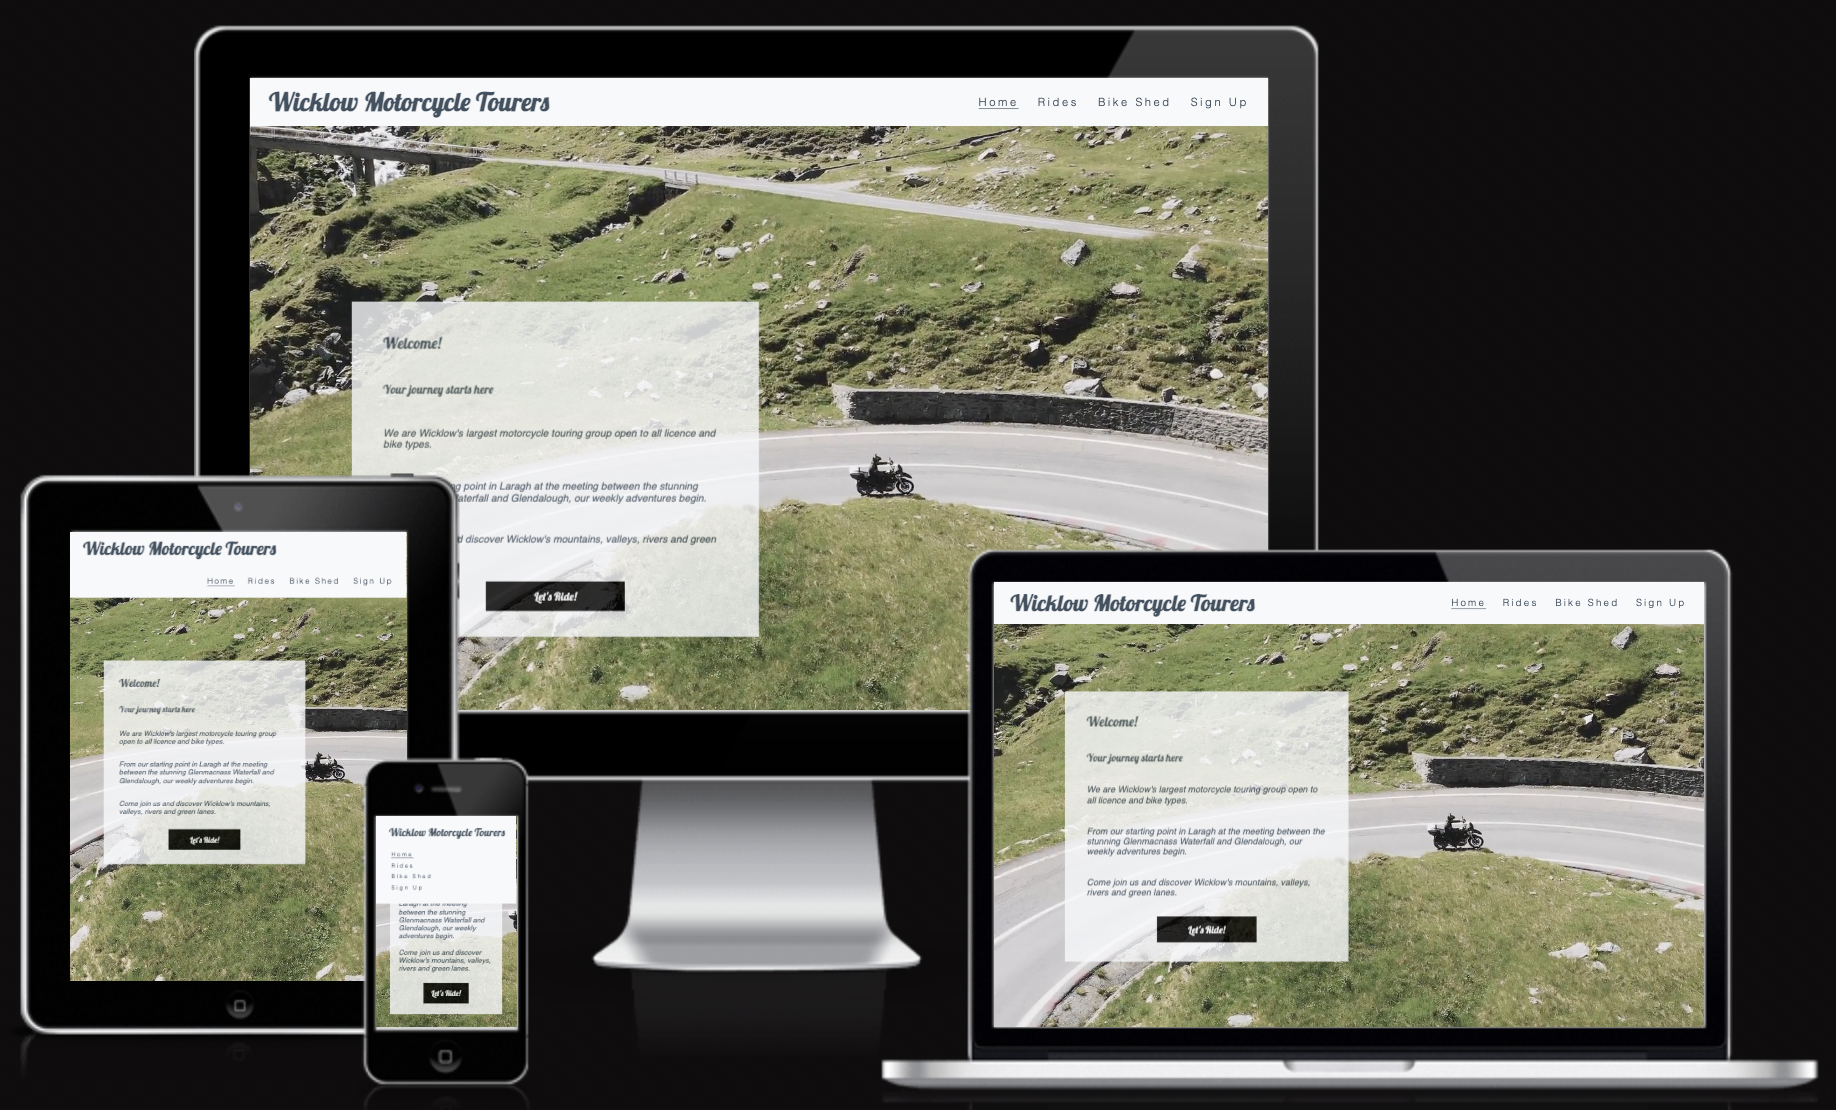 Wicklow Motorcycle Tourers
Home Rides Bike Shed Sign Up
Welcome!
Your journey starts here
We are Wicklow's largest motorcycle touring group open to all licence and
bike types.
point in Laragh at the meeting between the stunning
and Glendalough, our weekly adventures begin.
discover Wicklow's mountains, valleys, rivers and green
Let's Ride!
Wicklow Motorcycle Tourers
Home Rides Bike Shed Sign Up
Welcome!
Your journey starts here
We are Wicklow's largest motorcycle touring group
open to all licence and bike types.
From our starting point in Laragh at the meeting
between the stunning Glenmacnass Waterfall and
Glendalough, our weekly adventures begin.
Come join us and discover Wicklow's mountains,
valleys, rivers and green lanes.
Let's Ride!
Wicklow Motorcycle Tourers
Home
Rides
Bike Shed
Sign Up
Laragh at the meeting
between the stunning
Glenmacnass Waterfall and
Glendalough, our weekly
adventures begin.
Come join us and discover
Wicklow's mountains, valleys,
rivers and green lanes.
Let's Ride!
Wicklow Motorcycle Tourers
Home Rides Bike Shed Sign Up
Welcome!
Your journey starts here
We are Wicklow's largest motorcycle touring group open to
all licence and bike types.
From our starting point in Laragh at the meeting between the
stunning Glenmacnass Waterfall and Glendalough, our
weekly adventures begin.
Come join us and discover Wicklow's mountains, valleys,
rivers and green lanes.
Let's Ride!